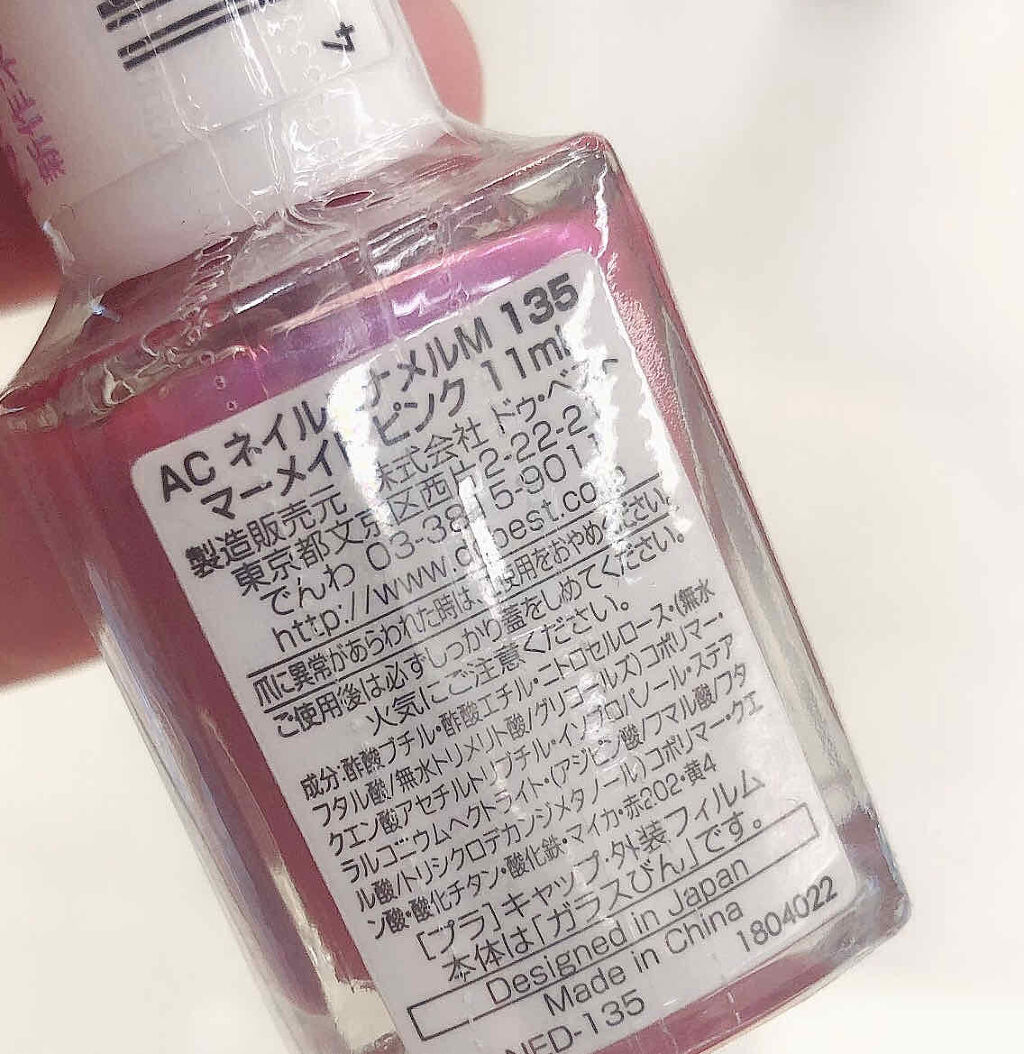 4
新作
AC ネイルエナメルM 135
マーメイドピンク 11ml
製造販売元 株式会社 ドゥ・ベスト
東京都文京区西片2-22-2
でんわ
http://www.dobest.co
爪に異常があらわれた時は、ご使用をおやめください。
ご使用後は必ずしっかり蓋をしめてください。
火気にご注意ください。
成分:酢酸ブチル・酢酸エチル・ニトロセルロース・(無水
フタル酸/無水トリメリト酸/グリコールズ)コポリマー・
クエン酸アセチルトリブチル・イソプロパノール・ステア
ラルコニウムヘクトライト・(アジピン酸/フマル酸/フタ
ル酸/トリシクロデカンジメタノール)コポリマー・クエ
ン酸・酸化チタン・酸化鉄・マイカ・赤202・黄4
[プラ]キャップ・外装フィルム
本体は「ガラスびん」です。
Designed in Japan
Made in China
1804022
NED-135